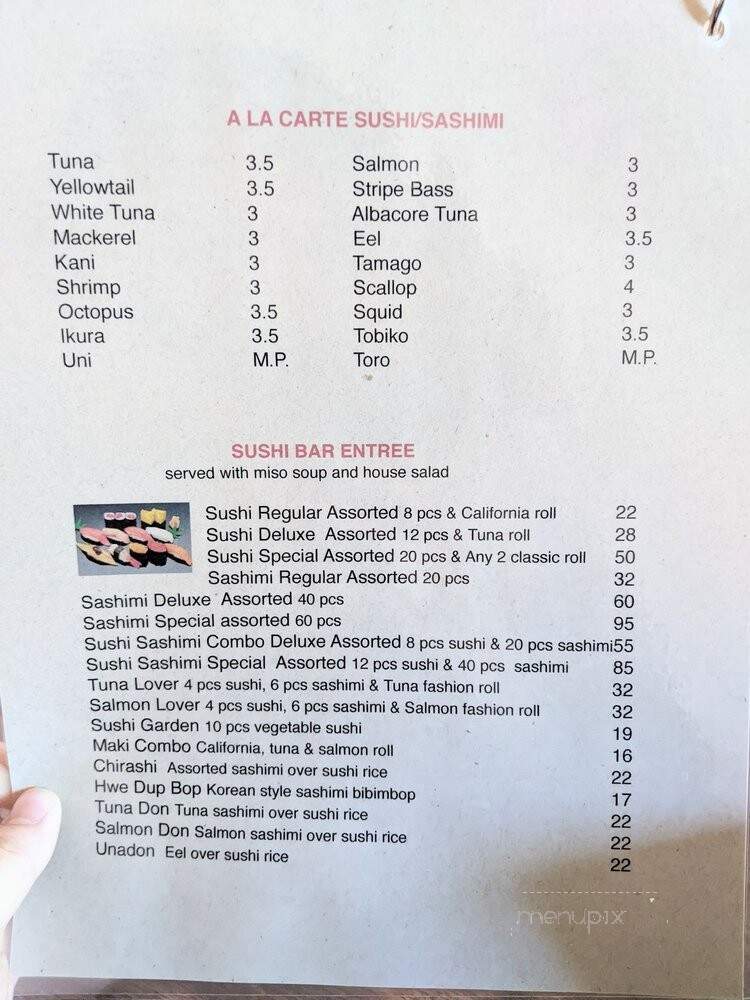 A LA CARTE SUSHI/SASHIMI
Tuna 3.5 Salmon 3
Yellowtail 3.5 Stripe Bass 3
White Tuna 3 Albacore Tuna 3
Mackerel 3 Eel 3.5
Kani 3 Tamago 3
Shrimp 3 Scallop 4
Octopus 3.5 Squid 3
Ikura 3.5 Tobiko 3.5
Uni M.P. Toro M.P.
SUSHI BAR ENTREE
served with miso soup and house salad
Sushi Regular Assorted 8 pcs & California roll 22
Sushi Deluxe Assorted 12 pcs & Tuna roll 28
Sushi Special Assorted 20 pcs & Any 2 classic roll 50
Sashimi Regular Assorted 20 pcs 32
Sashimi Deluxe Assorted 40 pcs 60
Sashimi Special assorted 60 pcs 95
Sushi Sashimi Combo Deluxe Assorted 8 pcs sushi & 20 pcs sashimi 55
Sushi Sashimi Special Assorted 12 pcs sushi & 40 pcs sashimi 85
Tuna Lover 4 pcs sushi, 6 pcs sashimi & Tuna fashion roll 32
Salmon Lover 4 pcs sushi, 6 pcs sashimi & Salmon fashion roll 32
Sushi Garden 10 pcs vegetable sushi 19
Maki Combo California, tuna & salmon roll 16
Chirashi Assorted sashimi over sushi rice 22
Hwe Dup Bop Korean style sashimi bibimbop 17
Tuna Don Tuna sashimi over sushi rice 22
Salmon Don Salmon sashimi over sushi rice 22
Unadon Eel over sushi rice 22
menupix